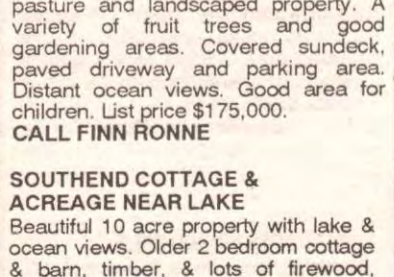 pasture and landscaped property. A
variety of fruit trees and good
gardening areas. Covered sundeck,
paved driveway and parking area.
Distant ocean views. Good area for
children. List price $175,000.
CALL FINN RONNE
SOUTHEND COTTAGE &
ACREAGE NEAR LAKE
Beautiful 10 acre property with lake &
ocean views. Older 2 bedroom cottage
& barn, timber, & lots of firewood.